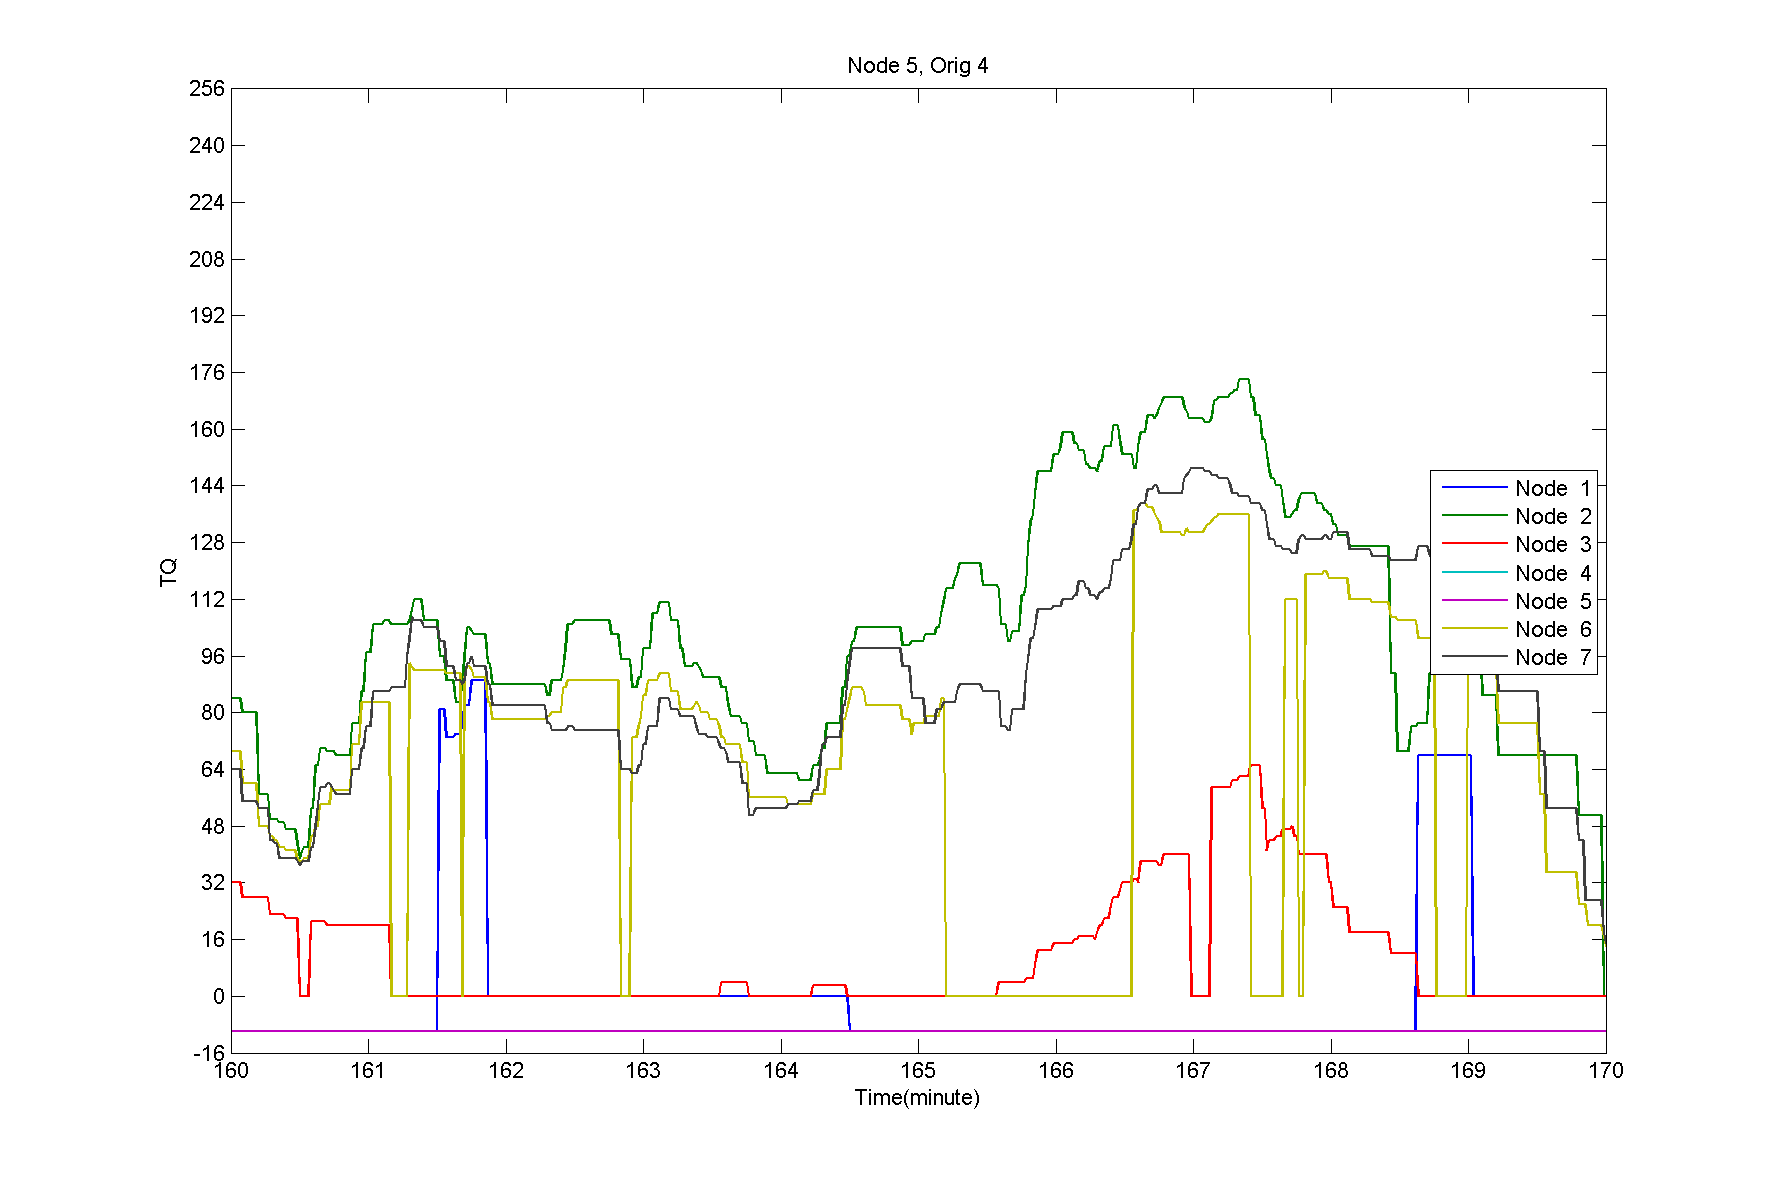 Node 5, Orig 4
256
240
224
208
192
176
160
144
128
112
96
80
64
48
32
16
0
-16
TQ
160 161 162 163 164 165 166 167 168 169 170
Time(minute)
Node 1
Node 2
Node 3
Node 4
Node 5
Node 6
Node 7